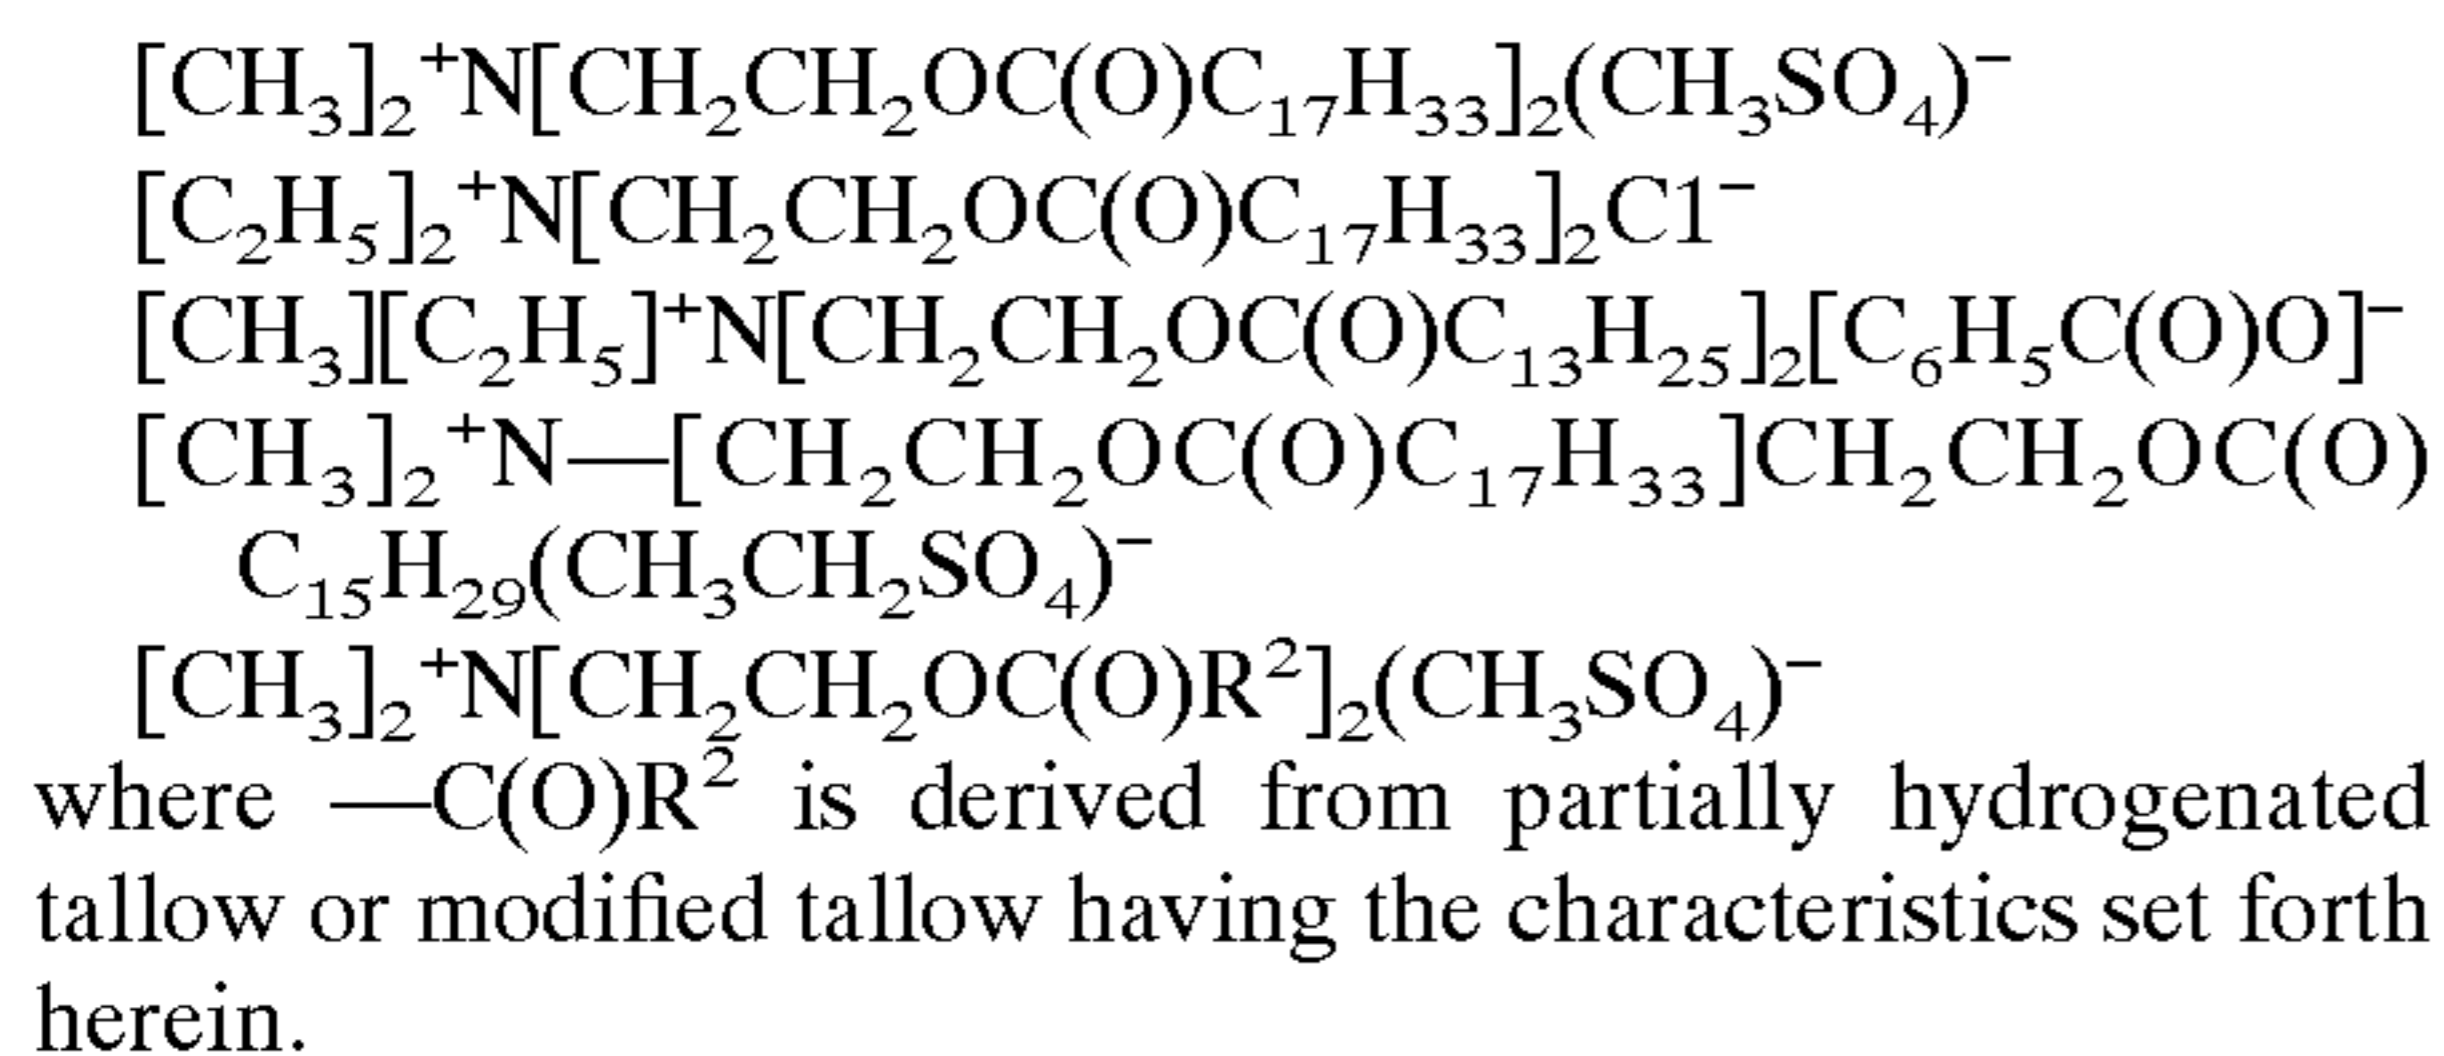 [CH₃]₂⁺N[CH₂CH₂OC(O)C₁₇H₃₃]₂(CH₃SO₄)⁻
[C₂H₅]₂⁺N[CH₂CH₂OC(O)C₁₇H₃₃]₂C1⁻
[CH₃][C₂H₅]⁺N[CH₂CH₂OC(O)C₁₃H₂₅]₂[C₆H₅C(O)O]⁻
[CH₃]₂⁺N—[CH₂CH₂OC(O)C₁₇H₃₃]CH₂CH₂OC(O)
C₁₅H₂₉(CH₃CH₂SO₄)⁻
[CH₃]₂⁺N[CH₂CH₂OC(O)R²]₂(CH₃SO₄)⁻
where —C(O)R² is derived from partially hydrogenated
tallow or modified tallow having the characteristics set forth
herein.